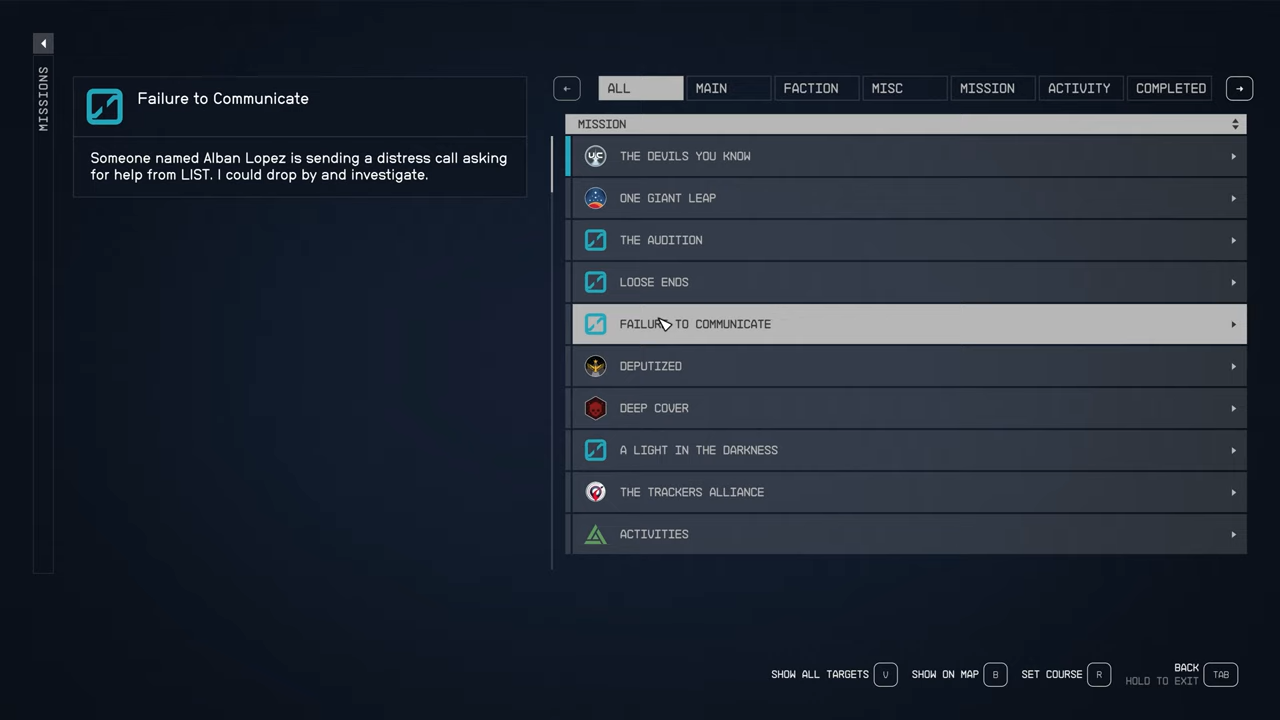 MISSIONS
Failure to Communicate
Someone named Alban Lopez is sending a distress call asking
for help from LIST. I could drop by and investigate.
ALL MAIN FACTION MISC MISSION ACTIVITY COMPLETED
MISSION
THE DEVILS YOU KNOW
ONE GIANT LEAP
THE AUDITION
LOOSE ENDS
FAILURE TO COMMUNICATE
DEPUTIZED
DEEP COVER
A LIGHT IN THE DARKNESS
THE TRACKERS ALLIANCE
ACTIVITIES
SHOW ALL TARGETS V SHOW ON MAP B SET COURSE R BACK TAB
HOLD TO EXIT